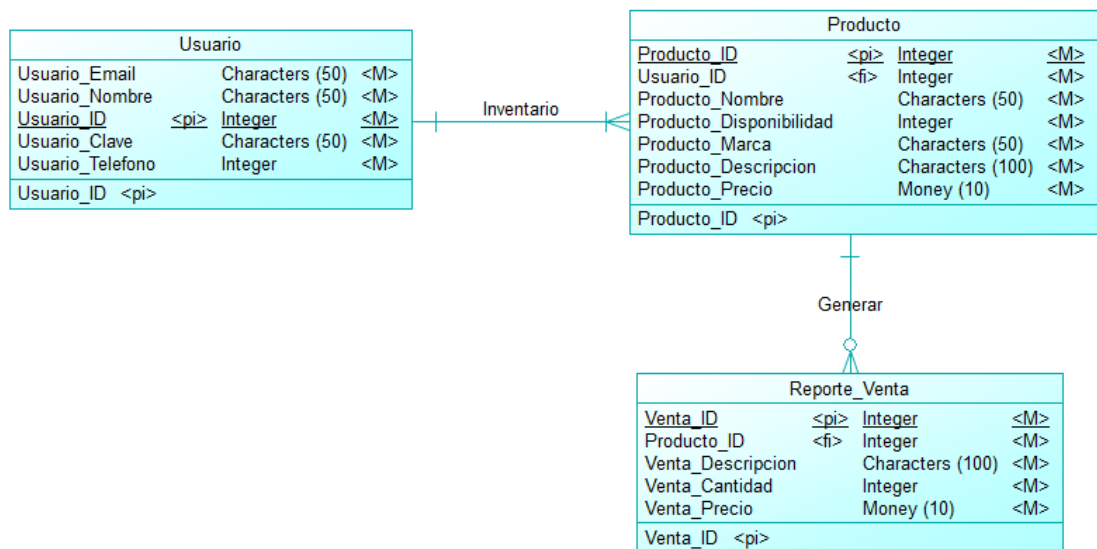 Usuario
Usuario_Email Characters (50) <M>
Usuario_Nombre Characters (50) <M>
Usuario_ID <pi> Integer <M>
Usuario_Clave Characters (50) <M>
Usuario_Telefono Integer <M>
Usuario_ID <pi>
Inventario
Producto
Producto_ID <pi> Integer <M>
Usuario_ID <fi> Integer <M>
Producto_Nombre Characters (50) <M>
Producto_Disponibilidad Integer <M>
Producto_Marca Characters (50) <M>
Producto_Descripcion Characters (100) <M>
Producto_Precio Money (10) <M>
Producto_ID <pi>
Generar
Reporte_Venta
Venta_ID <pi> Integer <M>
Producto_ID <fi> Integer <M>
Venta_Descripcion Characters (100) <M>
Venta_Cantidad Integer <M>
Venta_Precio Money (10) <M>
Venta_ID <pi>